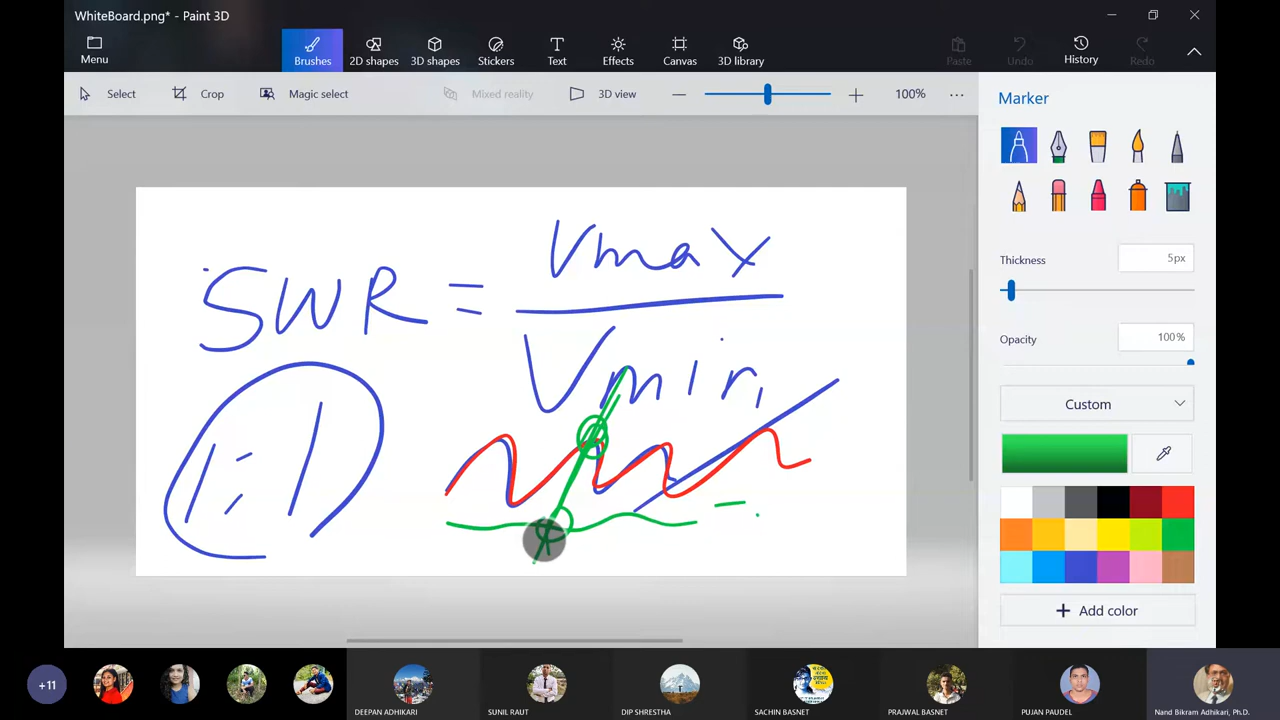 WhiteBoard.png* - Paint 3D
Menu
Brushes
2D shapes
3D shapes
Stickers
Text
Effects
Canvas
3D library
Paste
Undo
History
Redo
Select
Crop
Magic select
Mixed reality
3D view
100%
Marker
Thickness
5px
Opacity
100%
Custom
Add color
SWR = Vmax
Vmin
1:1
+11
DEEPAN ADHIKARI
SUNIL RAUT
DIP SHRESTHA
SACHIN BASNET
PRAJWAL BASNET
PUJAN PAUDEL
Nand Bikram Adhikari, Ph.D.